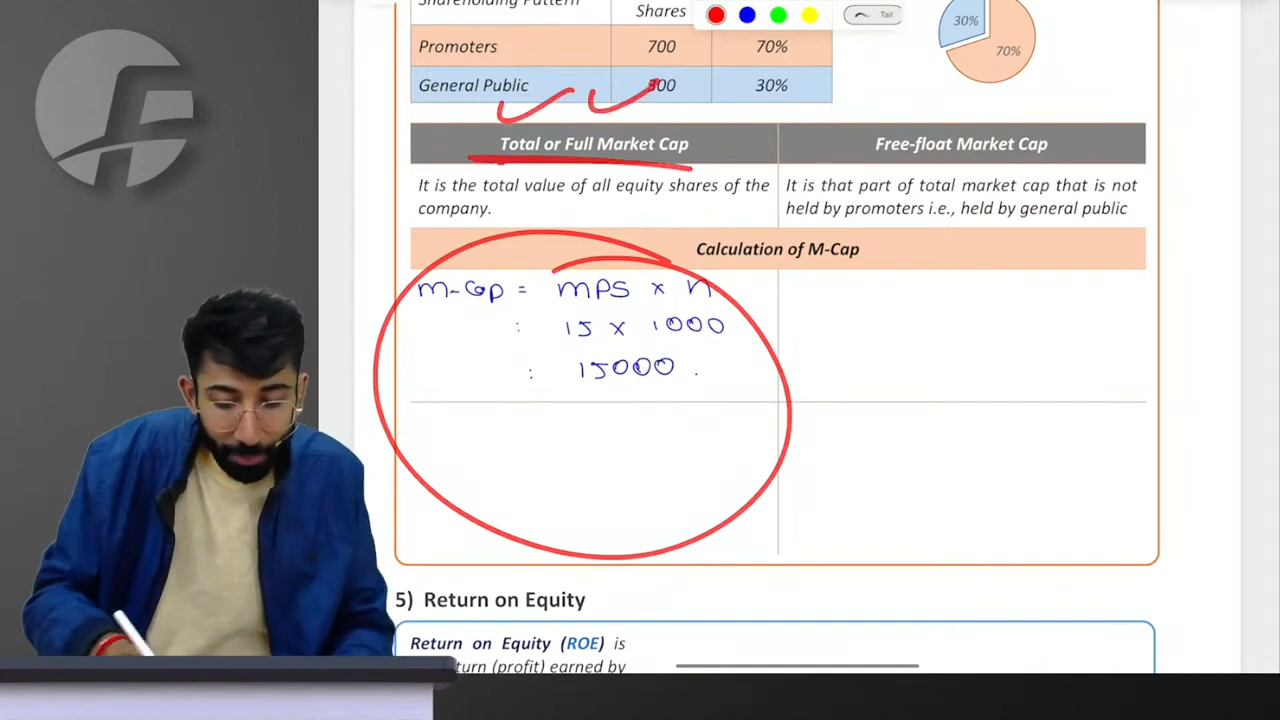 Shareholding Pattern
Shares
Tail
Promoters 700 70%
General Public 300 30%
30%
70%
Total or Full Market Cap
Free-float Market Cap
It is the total value of all equity shares of the
company.
It is that part of total market cap that is not
held by promoters i.e., held by general public
Calculation of M-Cap
M-Cap = MPS x n
: 15 x 1000
: 15000 .
5) Return on Equity
Return on Equity (ROE) is
turn (profit) earned by